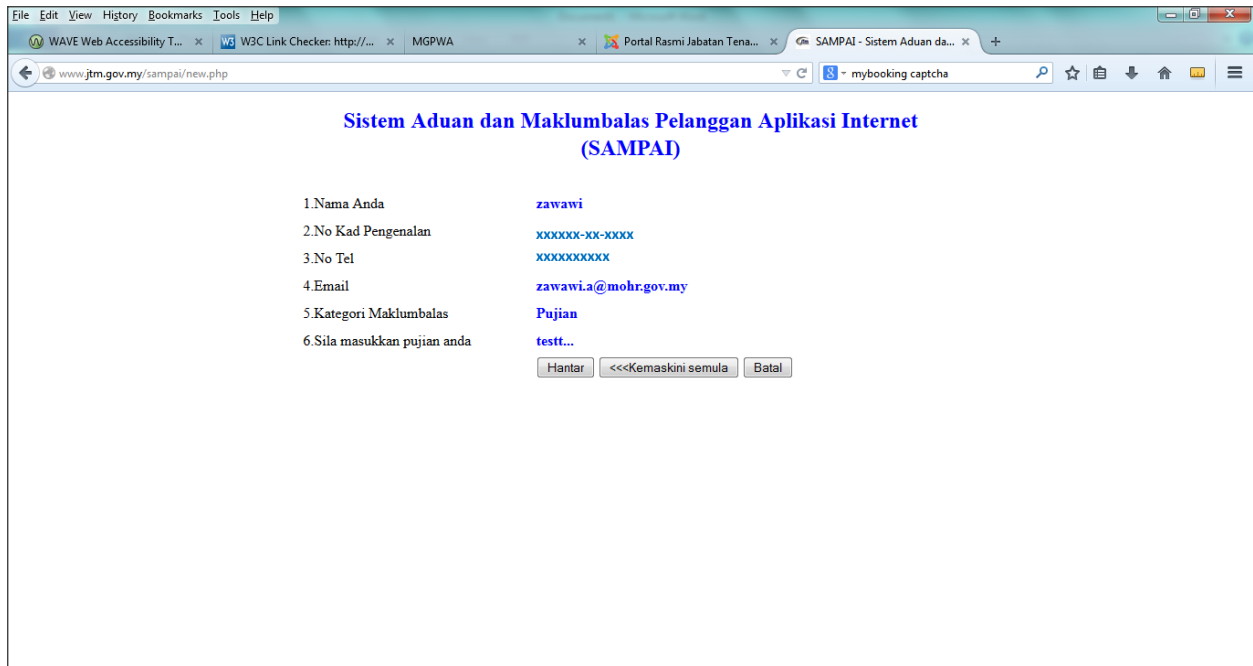 File Edit View History Bookmarks Tools Help
WAVE Web Accessibility T... × W3C Link Checker: http://... × MGPWA × Portal Rasmi Jabatan Tena... × SAMPAI - Sistem Aduan da... × +
www.jtm.gov.my/sampai/new.php mybooking captcha
Sistem Aduan dan Maklumbalas Pelanggan Aplikasi Internet
(SAMPAI)
1.Nama Anda zawawi
2.No Kad Pengenalan xxxxxx-xx-xxxx
3.No Tel xxxxxxxxxx
4.Email zawawi.a@mohr.gov.my
5.Kategori Maklumbalas Pujian
6.Sila masukkan pujian anda testt...
Hantar <<<Kemaskini semula Batal